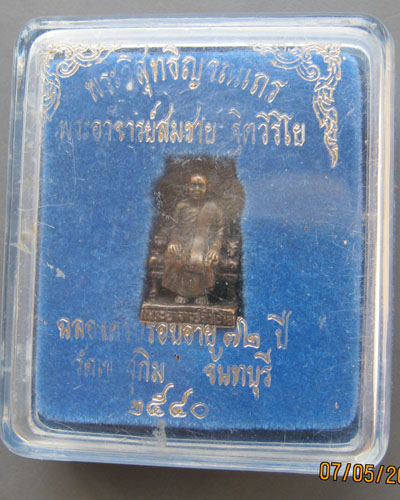 พระวิสุทธิญาณเถร
พระอาจารย์สมชาย ฐิตวิริโย
ฉลอง รอบอายุ ๗๒ ปี
จันทบุรี
๒๕๔๐
07/05/20